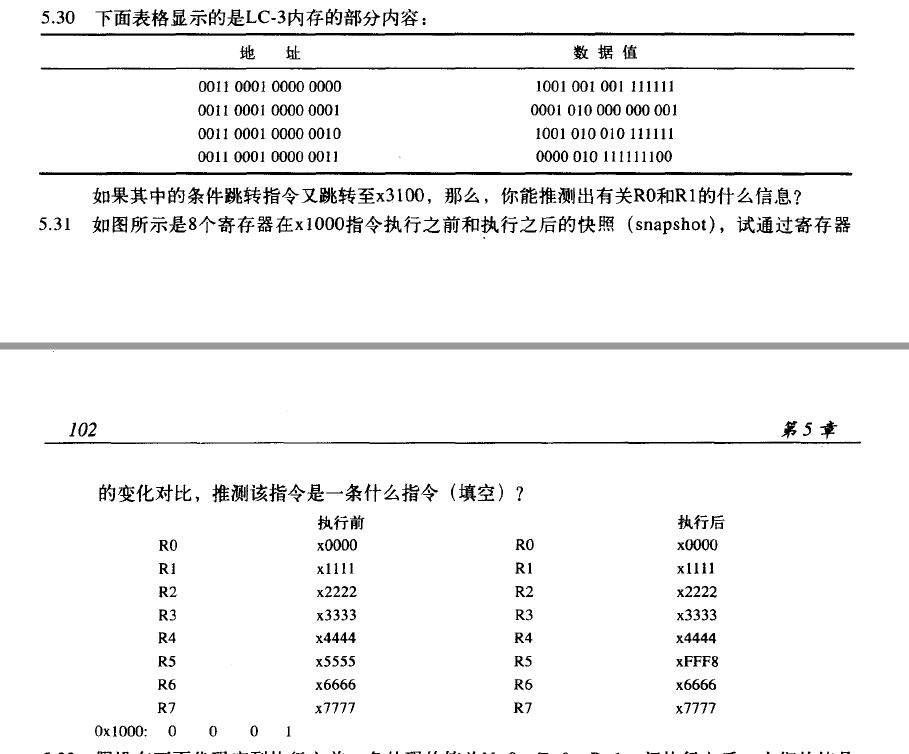 5.30 下面表格显示的是LC-3内存的部分内容：
地 址 数 据 值
0011 0001 0000 0000 1001 001 001 111111
0011 0001 0000 0001 0001 010 000 000 001
0011 0001 0000 0010 1001 010 010 111111
0011 0001 0000 0011 0000 010 111111100
如果其中的条件跳转指令又跳转至x3100，那么，你能推测出有关R0和R1的什么信息？
5.31 如图所示是8个寄存器在x1000指令执行之前和执行之后的快照（snapshot），试通过寄存器
102 第5章
的变化对比，推测该指令是一条什么指令（填空）？
执行前 执行后
R0 x0000 R0 x0000
R1 x1111 R1 x1111
R2 x2222 R2 x2222
R3 x3333 R3 x3333
R4 x4444 R4 x4444
R5 x5555 R5 xFFF8
R6 x6666 R6 x6666
R7 x7777 R7 x7777
0x1000: 0 0 0 1